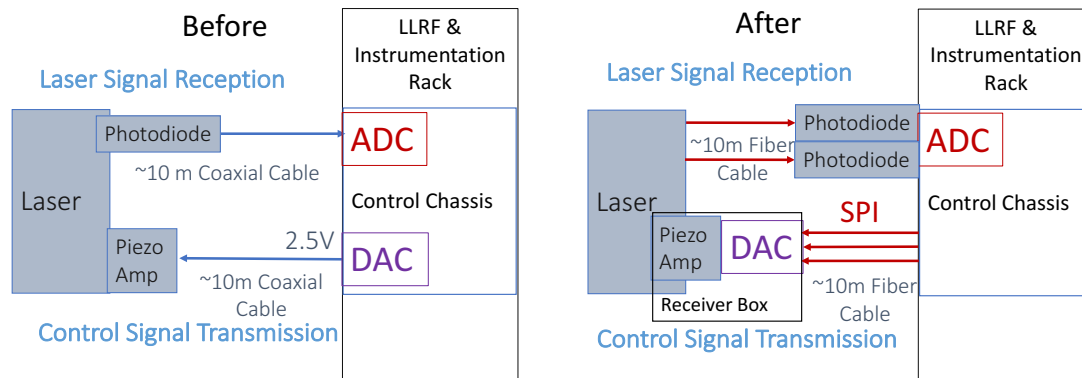 Before
LLRF &
Instrumentation
Rack
Laser Signal Reception
Photodiode
ADC
~10 m Coaxial Cable
Laser
Control Chassis
2.5V
Piezo
Amp
DAC
~10m Coaxial
Cable
Control Signal Transmission
After
LLRF &
Instrumentation
Rack
Laser Signal Reception
Photodiode
ADC
~10m Fiber
Cable
Photodiode
Laser
SPI
Control Chassis
Piezo
Amp
DAC
Receiver Box
~10m Fiber
Cable
Control Signal Transmission